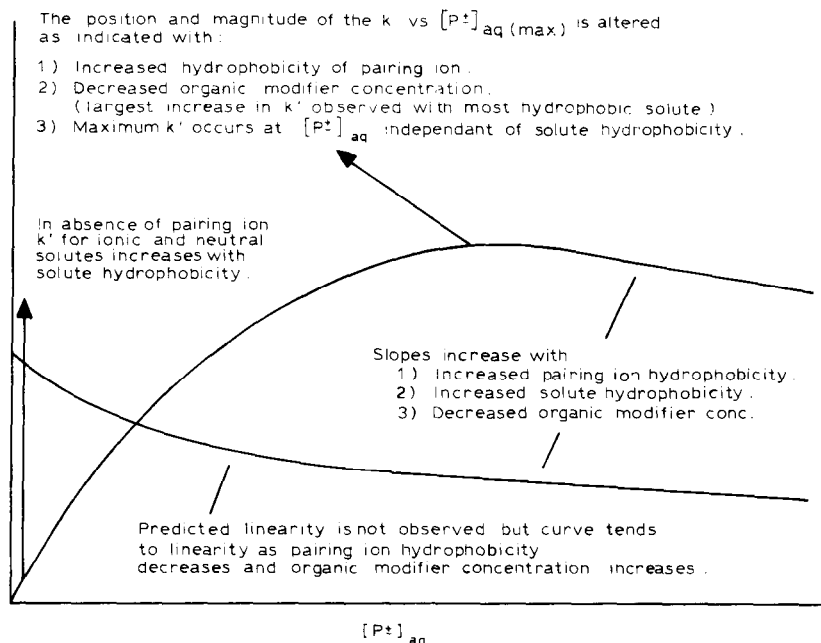 The position and magnitude of the k vs [P±]aq (max) is altered
as indicated with:
1) Increased hydrophobicity of pairing ion.
2) Decreased organic modifier concentration.
(largest increase in k' observed with most hydrophobic solute)
3) Maximum k' occurs at [P±]aq independant of solute hydrophobicity.
In absence of pairing ion
k' for ionic and neutral
solutes increases with
solute hydrophobicity.
Slopes increase with
1) Increased pairing ion hydrophobicity.
2) Increased solute hydrophobicity.
3) Decreased organic modifier conc.
Predicted linearity is not observed but curve tends
to linearity as pairing ion hydrophobicity
decreases and organic modifier concentration increases.
[P±]aq